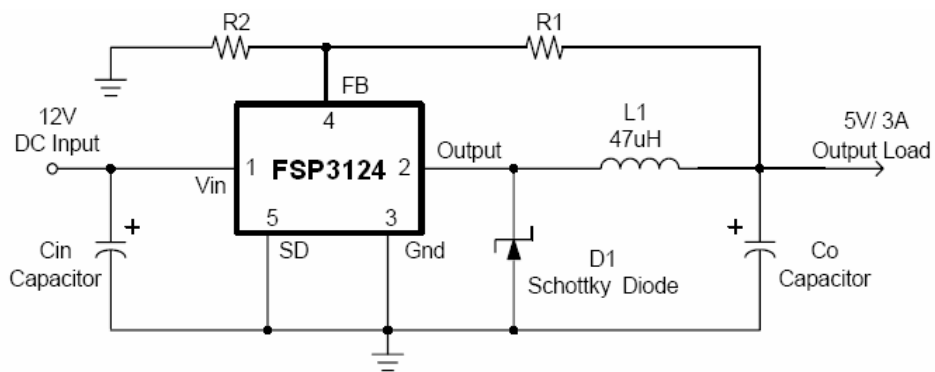 R2
R1
FB
4
12V
DC Input
L1
47uH
5V/ 3A
Output Load
Vin
1
FSP3124
2
Output
5
3
SD
Gnd
+
Cin
Capacitor
D1
Schottky Diode
+
Co
Capacitor